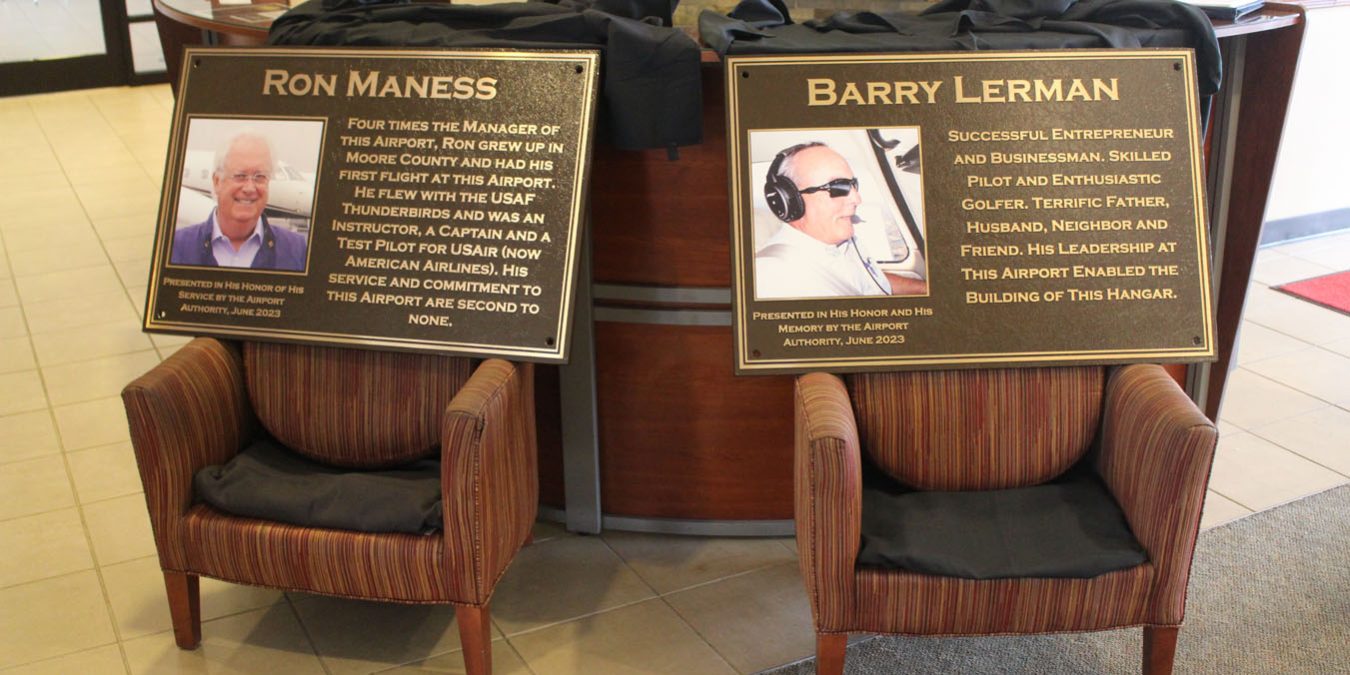 RON MANESS
FOUR TIMES THE MANAGER OF
THIS AIRPORT, RON GREW UP IN
MOORE COUNTY AND HAD HIS
FIRST FLIGHT AT THIS AIRPORT.
HE FLEW WITH THE USAF
THUNDERBIRDS AND WAS AN
INSTRUCTOR, A CAPTAIN AND A
TEST PILOT FOR USAIR (NOW
AMERICAN AIRLINES). HIS
SERVICE AND COMMITMENT TO
THIS AIRPORT ARE SECOND TO
NONE.
PRESENTED IN HIS HONOR OF HIS
SERVICE BY THE AIRPORT
AUTHORITY, JUNE 2023
BARRY LERMAN
SUCCESSFUL ENTREPRENEUR
AND BUSINESSMAN. SKILLED
PILOT AND ENTHUSIASTIC
GOLFER. TERRIFIC FATHER,
HUSBAND, NEIGHBOR AND
FRIEND. HIS LEADERSHIP AT
THIS AIRPORT ENABLED THE
BUILDING OF THIS HANGAR.
PRESENTED IN HIS HONOR AND HIS
MEMORY BY THE AIRPORT
AUTHORITY, JUNE 2023